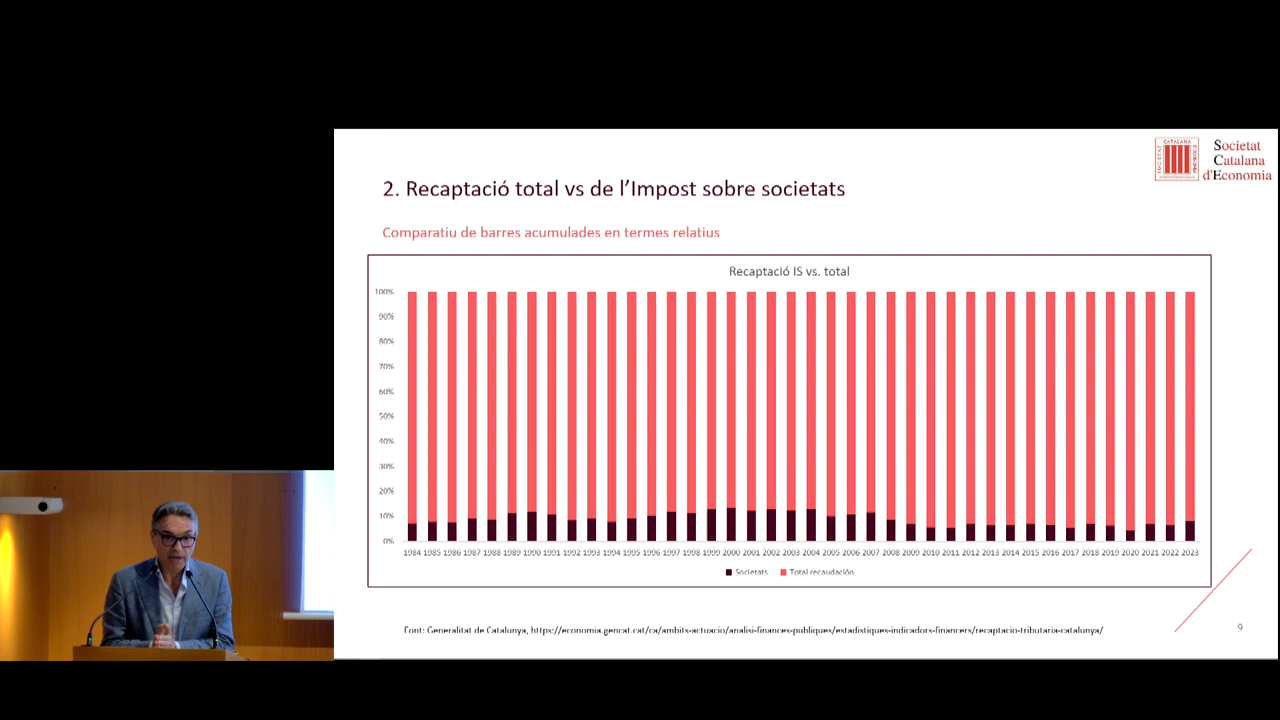 Societat
Catalana
d'Economia
SOCIETAT
CATALANA
2. Recaptació total vs de l’Impost sobre societats
Comparatiu de barres acumulades en termes relatius
Recaptació IS vs. total
100%
90%
80%
70%
60%
50%
40%
30%
20%
10%
0%
1984 1985 1986 1987 1988 1989 1990 1991 1992 1993 1994 1995 1996 1997 1998 1999 2000 2001 2002 2003 2004 2005 2006 2007 2008 2009 2010 2011 2012 2013 2014 2015 2016 2017 2018 2019 2020 2021 2022 2023
Societats Total recaudación
Font: Generalitat de Catalunya, https://economia.gencat.cat/ca/ambits-actuacio/analisi-finances-publiques/estadistiques-indicadors-financers/recaptacio-tributaria-catalunya/
9